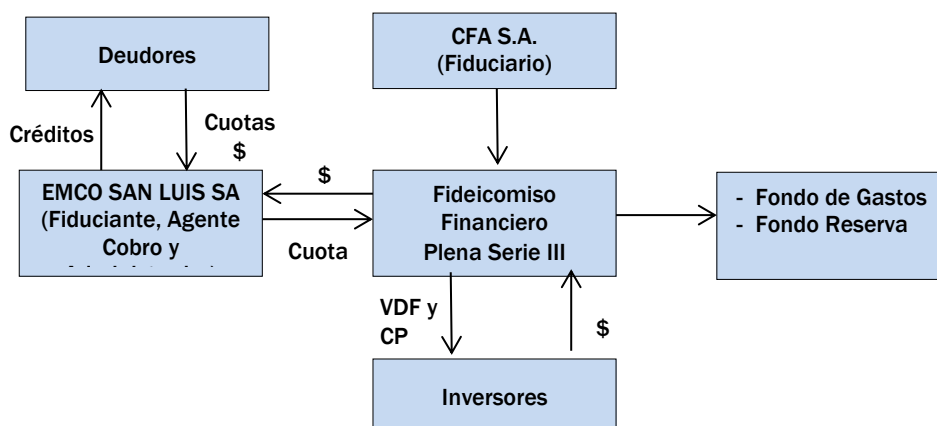 Deudores
CFA S.A.
(Fiduciario)
Créditos
Cuotas
$
EMCO SAN LUIS SA
(Fiduciante, Agente
Cobro y
$
Cuota
Fideicomiso
Financiero
Plena Serie III
- Fondo de Gastos
- Fondo Reserva
VDF y
CP
$
Inversores